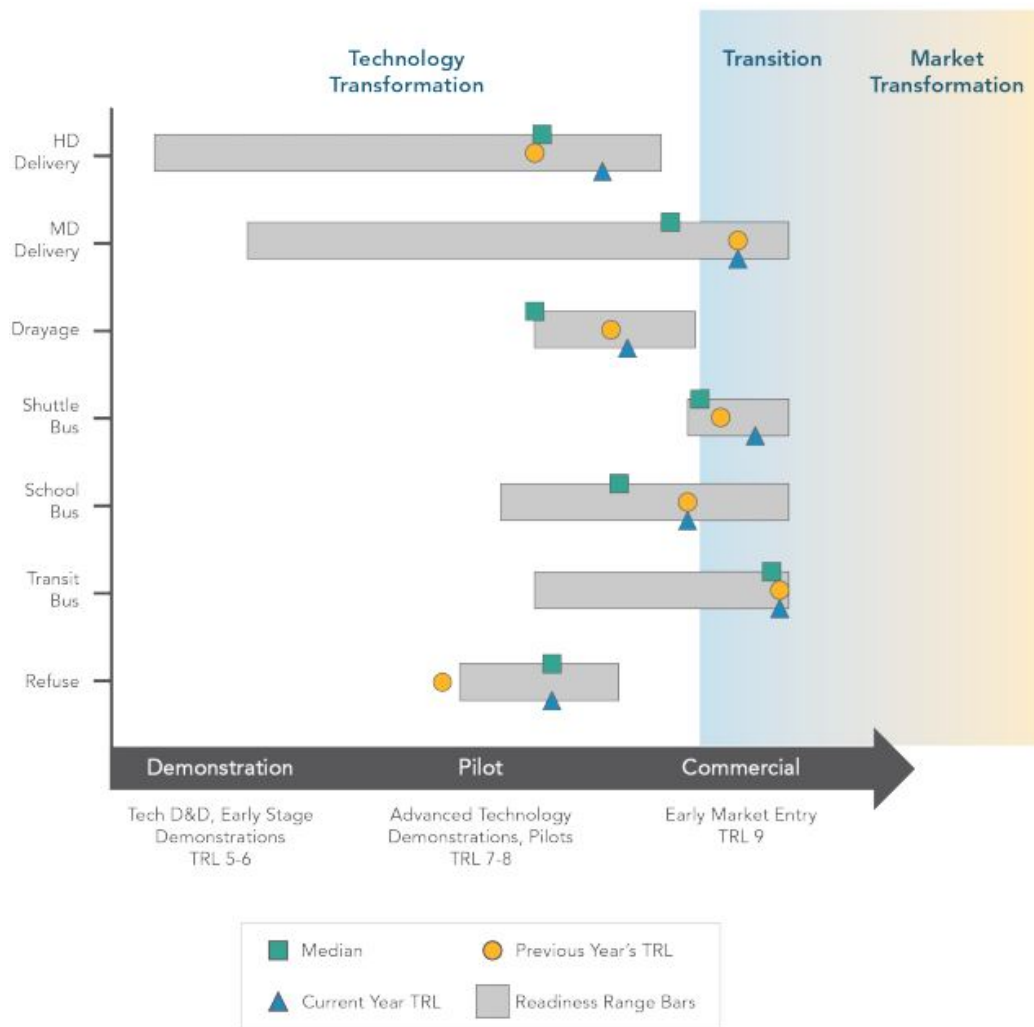 Technology
Transformation
Transition
Market
Transformation
HD
Delivery
MD
Delivery
Drayage
Shuttle
Bus
School
Bus
Transit
Bus
Refuse
Demonstration
Pilot
Commercial
Tech D&D, Early Stage
Demonstrations
TRL 5-6
Advanced Technology
Demonstrations, Pilots
TRL 7-8
Early Market Entry
TRL 9
Median
Previous Year's TRL
Current Year TRL
Readiness Range Bars